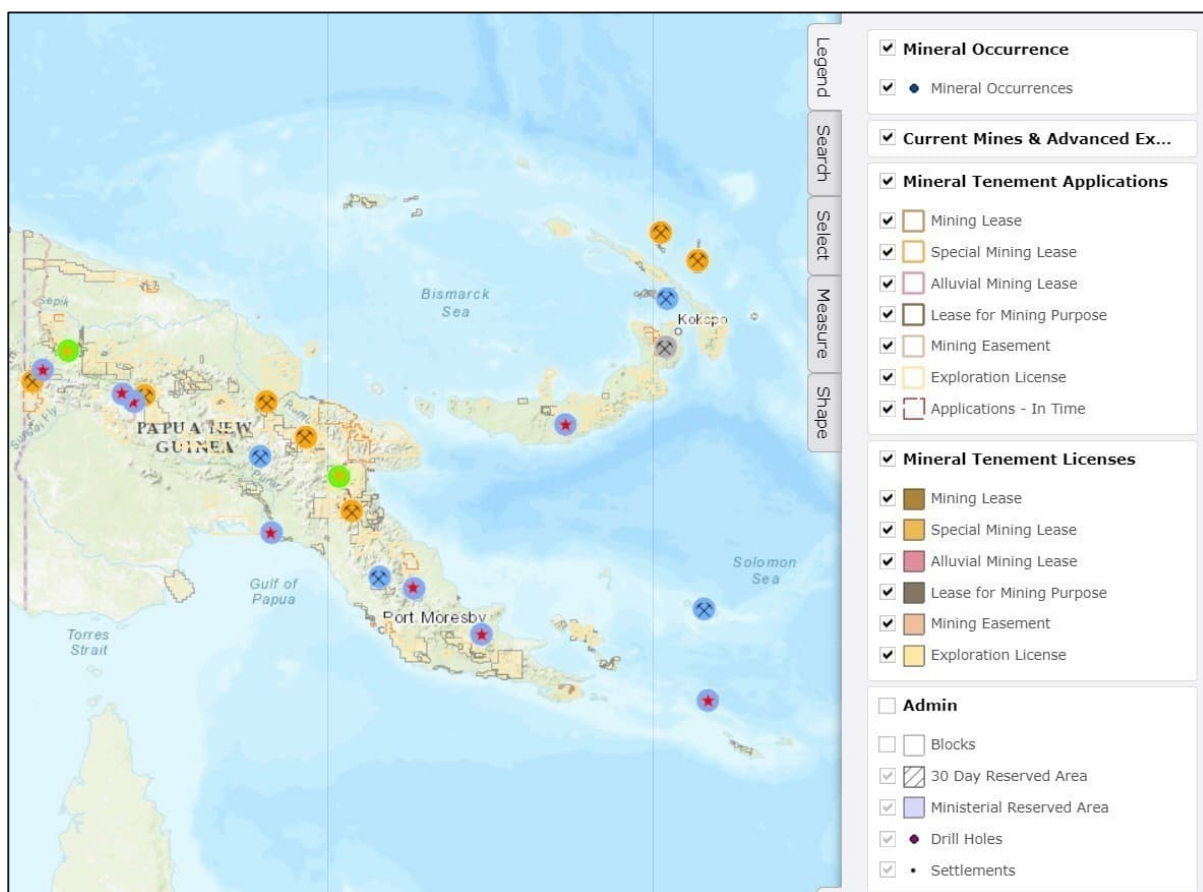 Bismarck
Sea
Kokopo
Sepik
PAPUA NEW
GUINEA
Purari
Gulf of
Papua
Solomon
Sea
Port Moresby
Torres
Strait
Legend
Search
Select
Measure
Shape
Mineral Occurrence
Mineral Occurrences
Current Mines & Advanced Ex...
Mineral Tenement Applications
Mining Lease
Special Mining Lease
Alluvial Mining Lease
Lease for Mining Purpose
Mining Easement
Exploration License
Applications - In Time
Mineral Tenement Licenses
Mining Lease
Special Mining Lease
Alluvial Mining Lease
Lease for Mining Purpose
Mining Easement
Exploration License
Admin
Blocks
30 Day Reserved Area
Ministerial Reserved Area
Drill Holes
Settlements